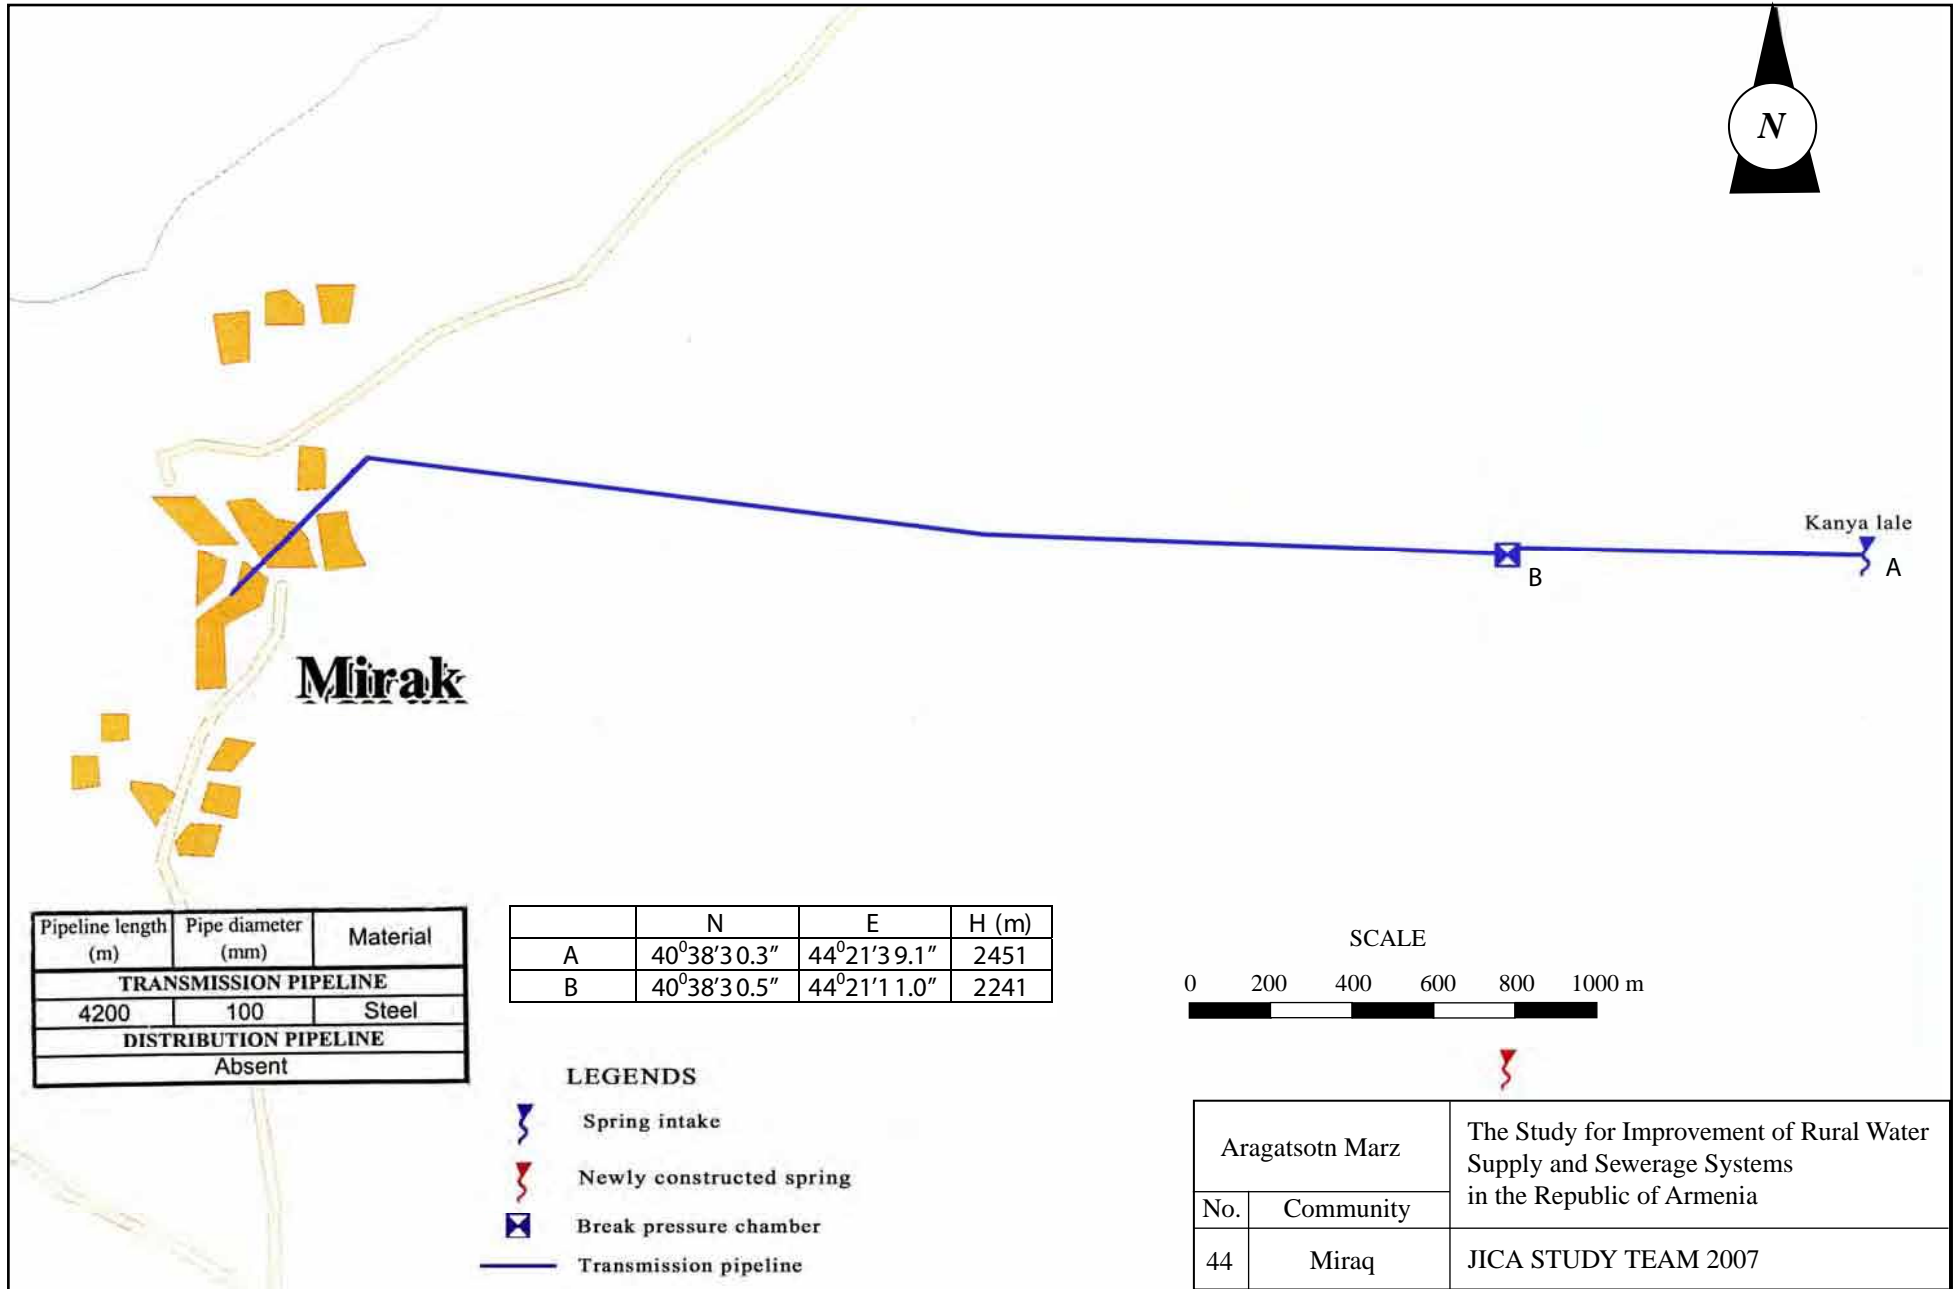 N
Kanya lale
A
B
Mirak
Pipeline length (m) Pipe diameter (mm) Material
TRANSMISSION PIPELINE
4200 100 Steel
DISTRIBUTION PIPELINE
Absent
N E H (m)
A 40⁰38'30.3" 44⁰21'39.1" 2451
B 40⁰38'30.5" 44⁰21'11.0" 2241
SCALE
0 200 400 600 800 1000 m
LEGENDS
Spring intake
Newly constructed spring
Break pressure chamber
Transmission pipeline
Aragatsotn Marz
The Study for Improvement of Rural Water
Supply and Sewerage Systems
in the Republic of Armenia
No. Community
44 Miraq JICA STUDY TEAM 2007